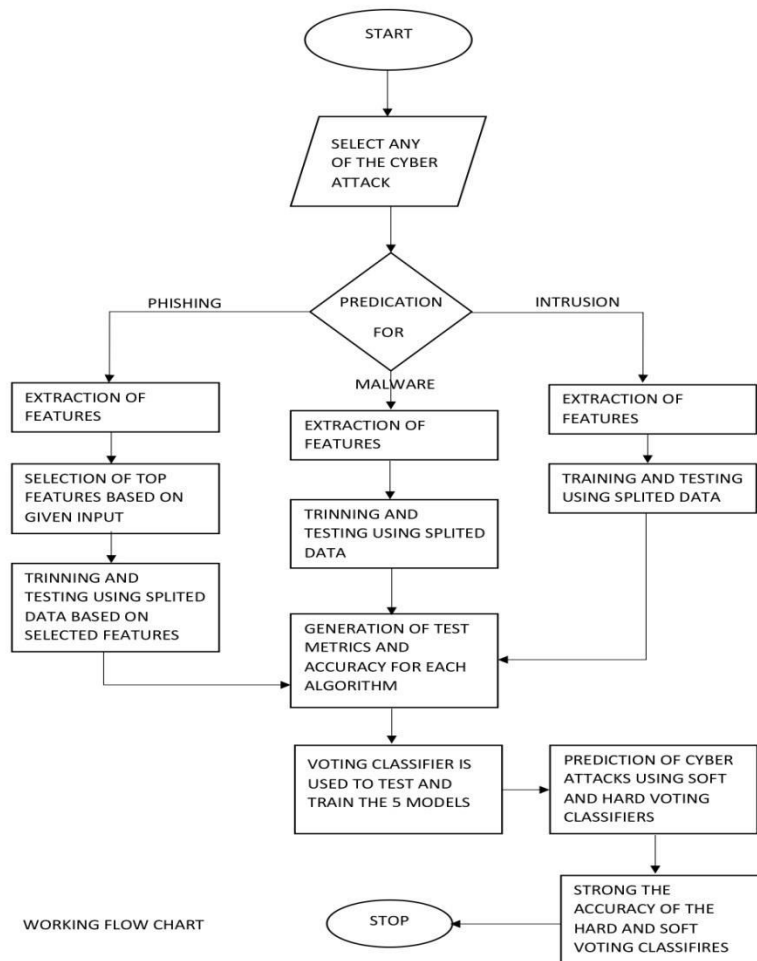 START
SELECT ANY
OF THE CYBER
ATTACK
PREDICATION
FOR
PHISHING
INTRUSION
MALWARE
EXTRACTION OF
FEATURES
SELECTION OF TOP
FEATURES BASED ON
GIVEN INPUT
TRINNING AND
TESTING USING SPLITED
DATA BASED ON
SELECTED FEATURES
EXTRACTION OF
FEATURES
TRINNING AND
TESTING USING SPLITED
DATA
EXTRACTION OF
FEATURES
TRAINING AND TESTING
USING SPLITED DATA
GENERATION OF TEST
METRICS AND
ACCURACY FOR EACH
ALGORITHM
VOTING CLASSIFIER IS
USED TO TEST AND
TRAIN THE 5 MODELS
PREDICTION OF CYBER
ATTACKS USING SOFT
AND HARD VOTING
CLASSIFIERS
STRONG THE
ACCURACY OF THE
HARD AND SOFT
VOTING CLASSIFIRES
STOP
WORKING FLOW CHART